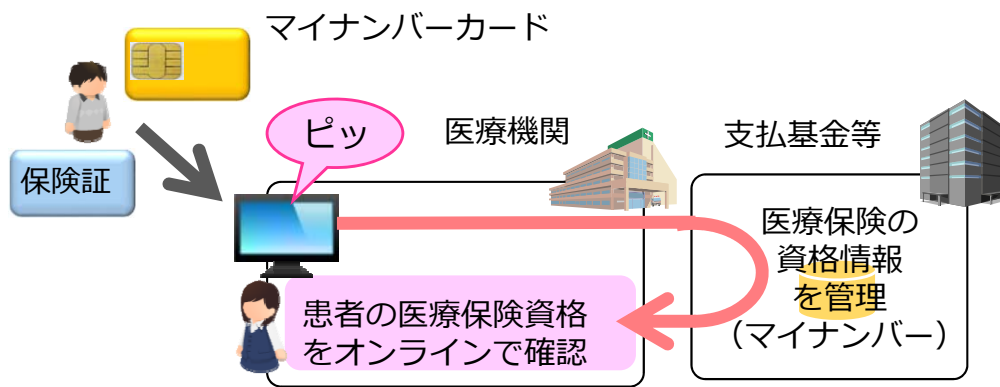 マイナンバーカード
保険証
ピッ
医療機関
支払基金等
患者の医療保険資格
をオンラインで確認
医療保険の
資格情報
を管理
（マイナンバー）